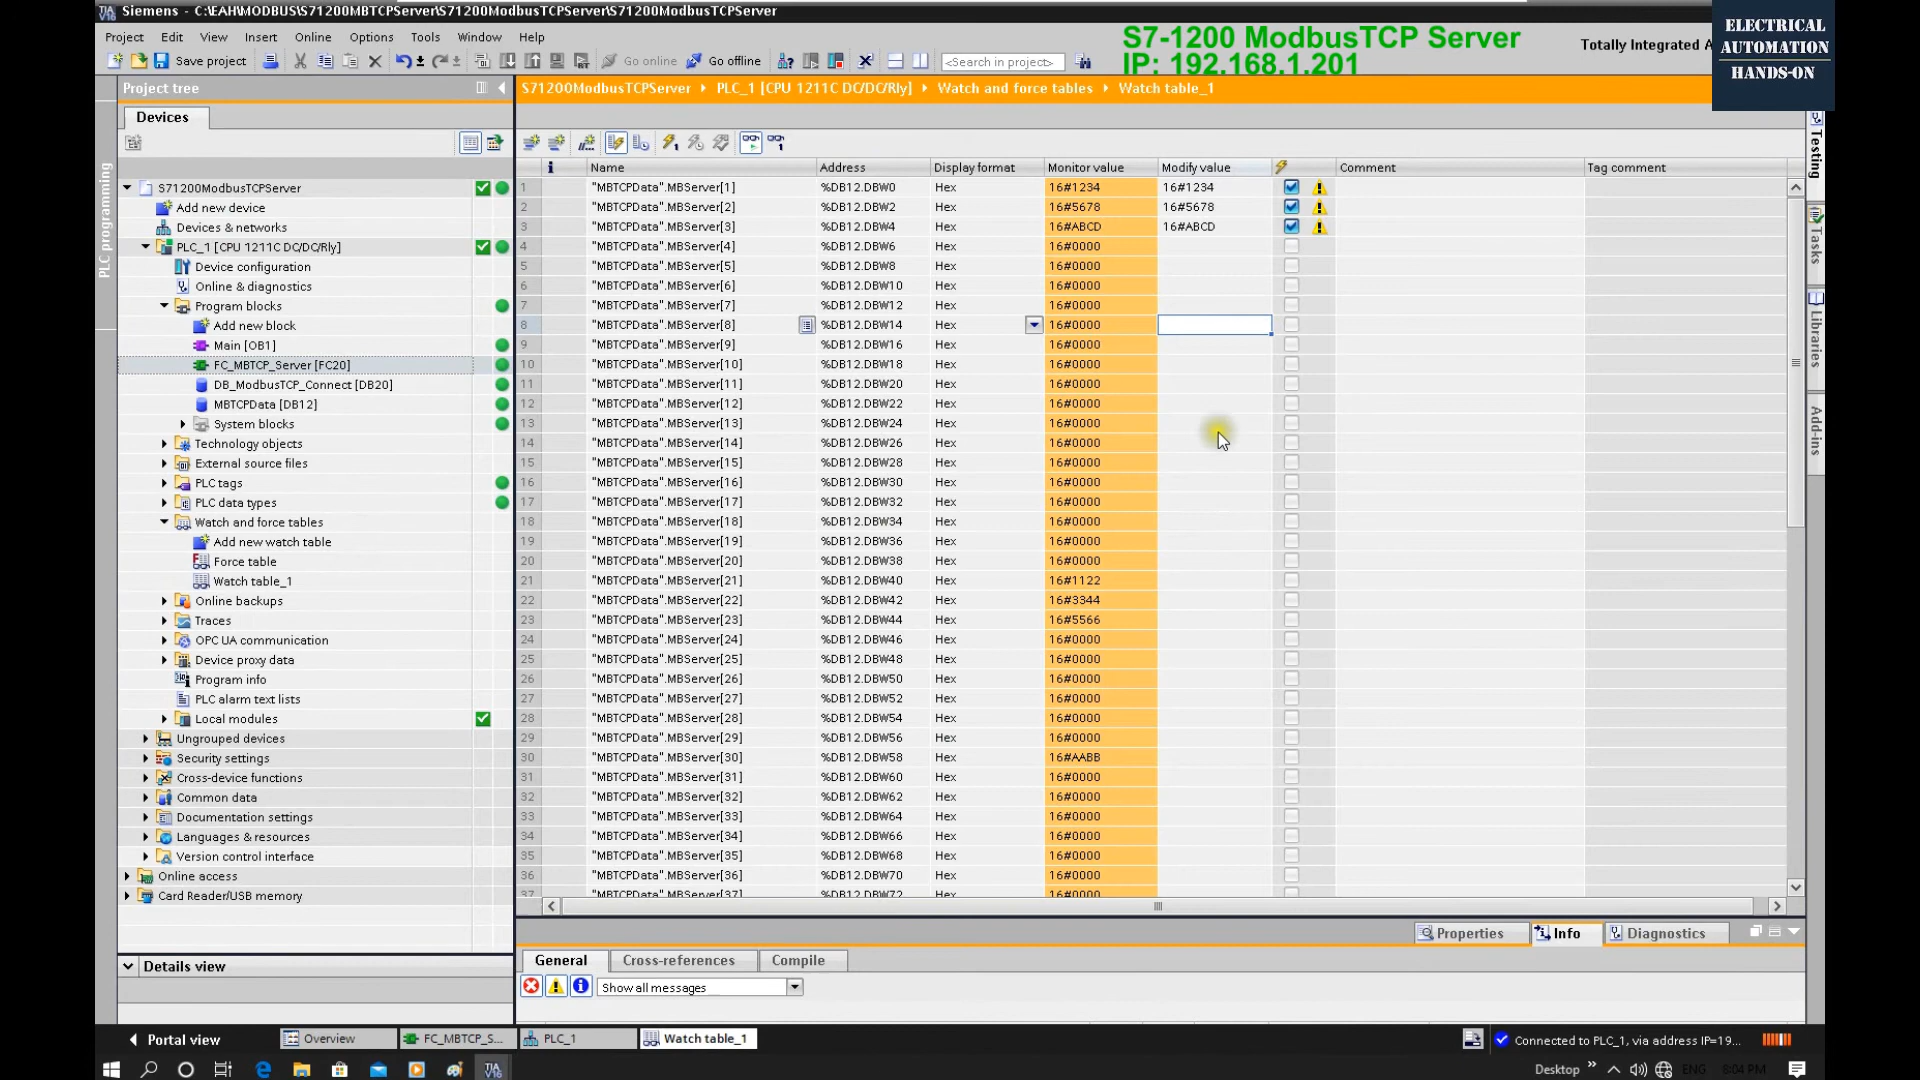 Siemens - C:\EAH\MODBUS\S71200MBTCPServer\S71200ModbusTCPServer\S71200ModbusTCPServer
Project Edit View Insert Online Options Tools Window Help
S7-1200 ModbusTCP Server
IP: 192.168.1.201
Totally Integrated A
ELECTRICAL
AUTOMATION
HANDS-ON
Save project Go online Go offline <Search in project>
Project tree
S71200ModbusTCPServer PLC_1 [CPU 1211C DC/DC/Rly] Watch and force tables Watch table_1
Devices
PLC programming
S71200ModbusTCPServer
Add new device
Devices & networks
PLC_1 [CPU 1211C DC/DC/Rly]
Device configuration
Online & diagnostics
Program blocks
Add new block
Main [OB1]
FC_MBTCP_Server [FC20]
DB_ModbusTCP_Connect [DB20]
MBTCPData [DB12]
System blocks
Technology objects
External source files
PLC tags
PLC data types
Watch and force tables
Add new watch table
Force table
Watch table_1
Online backups
Traces
OPC UA communication
Device proxy data
Program info
PLC alarm text lists
Local modules
Ungrouped devices
Security settings
Cross-device functions
Common data
Documentation settings
Languages & resources
Version control interface
Online access
Card Reader/USB memory
Details view
i Name Address Display format Monitor value Modify value Comment Tag comment
1 "MBTCPData".MBServer[1] %DB12.DBW0 Hex 16#1234 16#1234
2 "MBTCPData".MBServer[2] %DB12.DBW2 Hex 16#5678 16#5678
3 "MBTCPData".MBServer[3] %DB12.DBW4 Hex 16#ABCD 16#ABCD
4 "MBTCPData".MBServer[4] %DB12.DBW6 Hex 16#0000
5 "MBTCPData".MBServer[5] %DB12.DBW8 Hex 16#0000
6 "MBTCPData".MBServer[6] %DB12.DBW10 Hex 16#0000
7 "MBTCPData".MBServer[7] %DB12.DBW12 Hex 16#0000
8 "MBTCPData".MBServer[8] %DB12.DBW14 Hex 16#0000
9 "MBTCPData".MBServer[9] %DB12.DBW16 Hex 16#0000
10 "MBTCPData".MBServer[10] %DB12.DBW18 Hex 16#0000
11 "MBTCPData".MBServer[11] %DB12.DBW20 Hex 16#0000
12 "MBTCPData".MBServer[12] %DB12.DBW22 Hex 16#0000
13 "MBTCPData".MBServer[13] %DB12.DBW24 Hex 16#0000
14 "MBTCPData".MBServer[14] %DB12.DBW26 Hex 16#0000
15 "MBTCPData".MBServer[15] %DB12.DBW28 Hex 16#0000
16 "MBTCPData".MBServer[16] %DB12.DBW30 Hex 16#0000
17 "MBTCPData".MBServer[17] %DB12.DBW32 Hex 16#0000
18 "MBTCPData".MBServer[18] %DB12.DBW34 Hex 16#0000
19 "MBTCPData".MBServer[19] %DB12.DBW36 Hex 16#0000
20 "MBTCPData".MBServer[20] %DB12.DBW38 Hex 16#0000
21 "MBTCPData".MBServer[21] %DB12.DBW40 Hex 16#1122
22 "MBTCPData".MBServer[22] %DB12.DBW42 Hex 16#3344
23 "MBTCPData".MBServer[23] %DB12.DBW44 Hex 16#5566
24 "MBTCPData".MBServer[24] %DB12.DBW46 Hex 16#0000
25 "MBTCPData".MBServer[25] %DB12.DBW48 Hex 16#0000
26 "MBTCPData".MBServer[26] %DB12.DBW50 Hex 16#0000
27 "MBTCPData".MBServer[27] %DB12.DBW52 Hex 16#0000
28 "MBTCPData".MBServer[28] %DB12.DBW54 Hex 16#0000
29 "MBTCPData".MBServer[29] %DB12.DBW56 Hex 16#0000
30 "MBTCPData".MBServer[30] %DB12.DBW58 Hex 16#AABB
31 "MBTCPData".MBServer[31] %DB12.DBW60 Hex 16#0000
32 "MBTCPData".MBServer[32] %DB12.DBW62 Hex 16#0000
33 "MBTCPData".MBServer[33] %DB12.DBW64 Hex 16#0000
34 "MBTCPData".MBServer[34] %DB12.DBW66 Hex 16#0000
35 "MBTCPData".MBServer[35] %DB12.DBW68 Hex 16#0000
36 "MBTCPData".MBServer[36] %DB12.DBW70 Hex 16#0000
37 "MBTCPData".MBServer[37] %DB12.DBW72 Hex 16#0000
Testing
Tasks
Libraries
Add-ins
Properties Info Diagnostics
General Cross-references Compile
Show all messages
Portal view Overview FC_MBTCP_S... PLC_1 Watch table_1 Connected to PLC_1, via address IP=19...
Desktop » ENG 8:04 PM